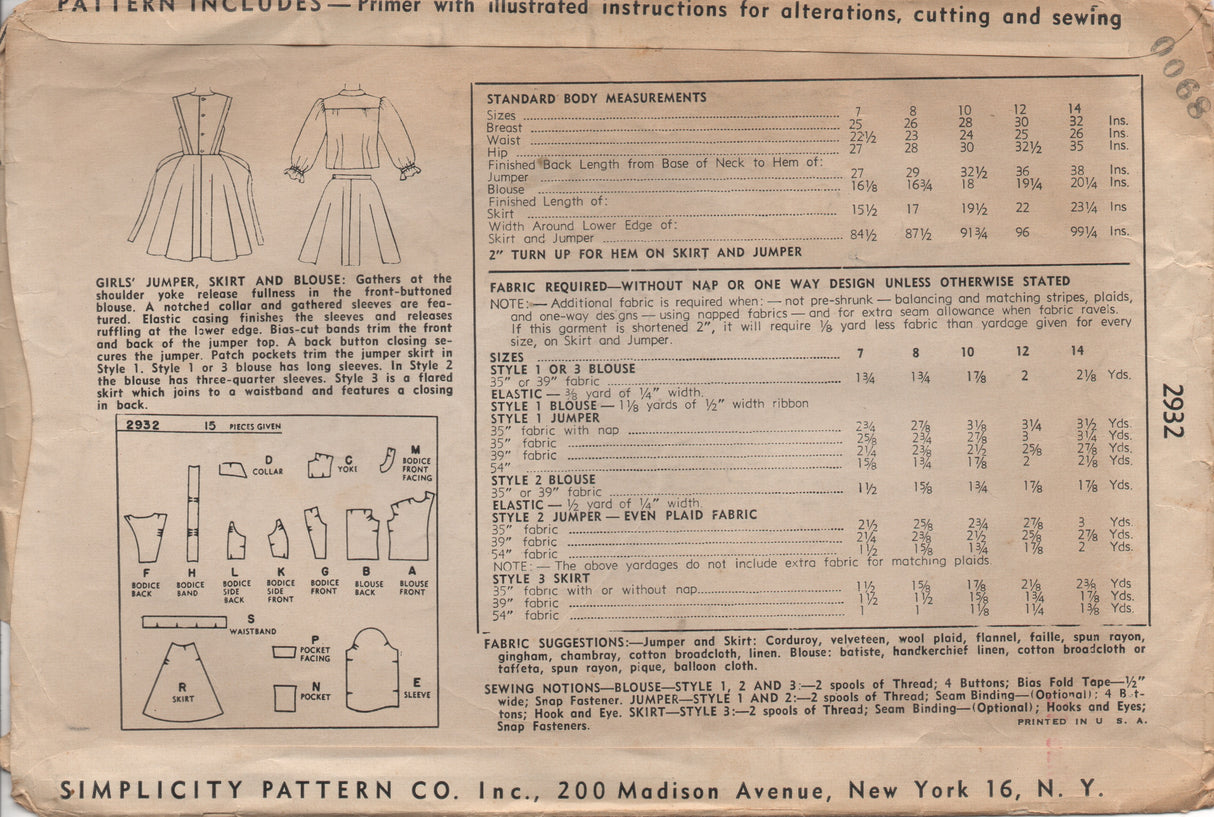 PATTERN INCLUDES — Primer with illustrated instructions for alterations, cutting and sewing
0068
GIRLS' JUMPER, SKIRT AND BLOUSE: Gathers at the
shoulder yoke release fullness in the front-buttoned
blouse. A notched collar and gathered sleeves are fea-
tured. Elastic casing finishes the sleeves and releases
ruffling at the lower edge. Bias-cut bands trim the front
and back of the jumper top. A back button closing se-
cures the jumper. Patch pockets trim the jumper skirt in
Style 1. Style 1 or 3 blouse has long sleeves. In Style 2
the blouse has three-quarter sleeves. Style 3 is a flared
skirt which joins to a waistband and features a closing
in back.
2932 15 PIECES GIVEN
D COLLAR
C YOKE
M BODICE FRONT FACING
F BODICE BACK
H BODICE BAND
L BODICE SIDE BACK
K BODICE SIDE FRONT
G BODICE FRONT
B BLOUSE BACK
A BLOUSE FRONT
S WAISTBAND
R SKIRT
P POCKET FACING
N POCKET
E SLEEVE
STANDARD BODY MEASUREMENTS
Sizes 7 8 10 12 14
Breast 25 26 28 30 32 Ins.
Waist 22½ 23 24 25 26 Ins.
Hip 27 28 30 32½ 35 Ins.
Finished Back Length from Base of Neck to Hem of:
Jumper 27 29 32½ 36 38 Ins.
Blouse 16⅛ 16¾ 18 19¼ 20¼ Ins.
Finished Length of:
Skirt 15½ 17 19½ 22 23¼ Ins
Width Around Lower Edge of:
Skirt and Jumper 84½ 87½ 91¾ 96 99¼ Ins.
2" TURN UP FOR HEM ON SKIRT AND JUMPER
FABRIC REQUIRED—WITHOUT NAP OR ONE WAY DESIGN UNLESS OTHERWISE STATED
NOTE:— Additional fabric is required when: — not pre-shrunk — balancing and matching stripes, plaids,
and one-way designs — using napped fabrics — and for extra seam allowance when fabric ravels.
If this garment is shortened 2", it will require ⅛ yard less fabric than yardage given for every
size, on Skirt and Jumper.
SIZES 7 8 10 12 14
STYLE 1 OR 3 BLOUSE
35" or 39" fabric 1¾ 1¾ 1⅞ 2 2⅛ Yds.
ELASTIC — ⅜ yard of ¼" width.
STYLE 1 BLOUSE — 1⅛ yards of ½" width ribbon
STYLE 1 JUMPER
35" fabric with nap 2¾ 2⅞ 3⅛ 3¼ 3½ Yds.
35" fabric 2⅝ 2¾ 2⅞ 3 3¼ Yds.
39" fabric 2¼ 2⅜ 2½ 2⅝ 2⅞ Yds.
54" 1⅝ 1¾ 1⅞ 2 2⅛ Yds.
STYLE 2 BLOUSE
35" or 39" fabric 1½ 1⅝ 1¾ 1⅞ 1⅞ Yds.
ELASTIC — ½ yard of ¼" width.
STYLE 2 JUMPER — EVEN PLAID FABRIC
35" fabric 2½ 2⅝ 2¾ 2⅞ 3 Yds.
39" fabric 2¼ 2⅜ 2½ 2⅝ 2⅞ Yds.
54" fabric 1½ 1⅝ 1¾ 1⅞ 2 Yds.
NOTE: — The above yardages do not include extra fabric for matching plaids.
STYLE 3 SKIRT
35" fabric with or without nap 1½ 1⅝ 1⅞ 2⅛ 2⅜ Yds
39" fabric 1½ 1½ 1⅝ 1¾ 1⅞ Yds.
54" fabric 1 1 1⅛ 1¼ 1⅜ Yds.
2932
FABRIC SUGGESTIONS:—Jumper and Skirt: Corduroy, velveteen, wool plaid, flannel, faille, spun rayon,
gingham, chambray, cotton broadcloth, linen. Blouse: batiste, handkerchief linen, cotton broadcloth or
taffeta, spun rayon, pique, balloon cloth.
SEWING NOTIONS—BLOUSE—STYLE 1, 2 AND 3:—2 spools of Thread; 4 Buttons; Bias Fold Tape—½"
wide; Snap Fastener. JUMPER—STYLE 1 AND 2:—2 spools of Thread; Seam Binding—(Optional); 4 But-
tons; Hook and Eye. SKIRT—STYLE 3:—2 spools of Thread; Seam Binding—(Optional); Hooks and Eyes;
Snap Fasteners.
PRINTED IN U. S. A.
SIMPLICITY PATTERN CO. Inc., 200 Madison Avenue, New York 16, N. Y.